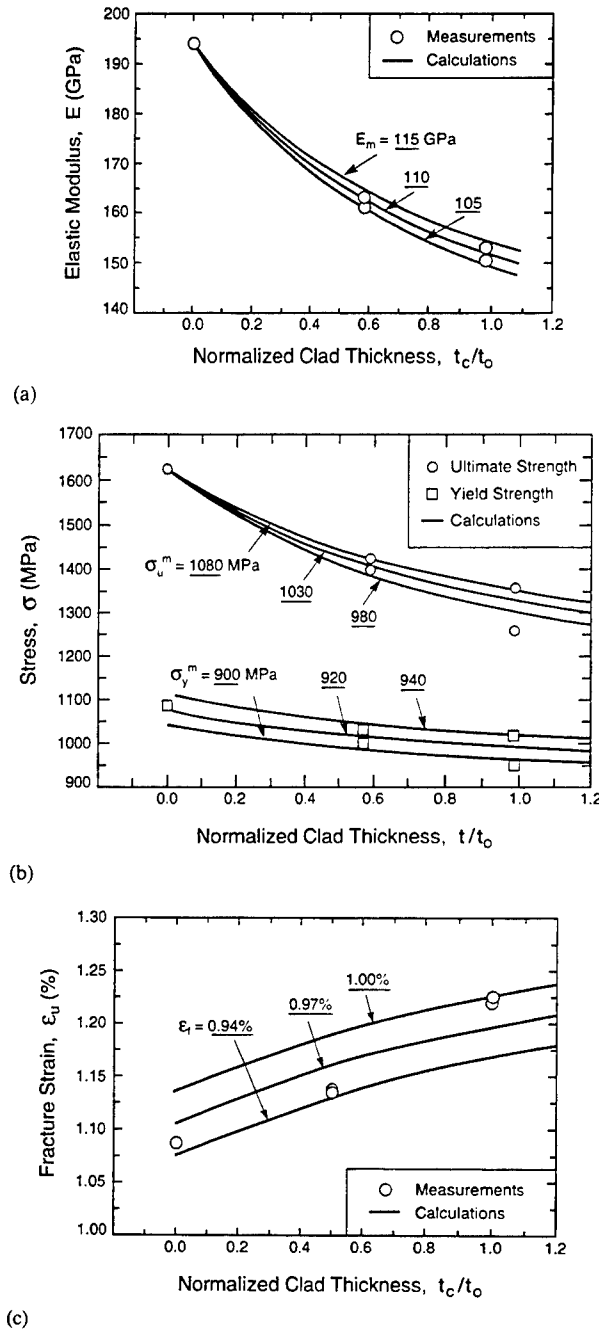 200
190
180
170
160
150
140
Elastic Modulus, E (GPa)
Measurements
Calculations
E_m = 115 GPa
110
105
0.0 0.2 0.4 0.6 0.8 1.0 1.2
Normalized Clad Thickness, t_c/t_o
(a)
1700
1600
1500
1400
1300
1200
1100
1000
900
Stress, σ (MPa)
Ultimate Strength
Yield Strength
Calculations
σ_u^m = 1080 MPa
1030
980
σ_y^m = 900 MPa
920
940
0.0 0.2 0.4 0.6 0.8 1.0 1.2
Normalized Clad Thickness, t/t_o
(b)
1.30
1.25
1.20
1.15
1.10
1.05
1.00
Fracture Strain, ε_u (%)
1.00%
0.97%
ε_f = 0.94%
Measurements
Calculations
0.0 0.2 0.4 0.6 0.8 1.0 1.2
Normalized Clad Thickness, t_c/t_o
(c)